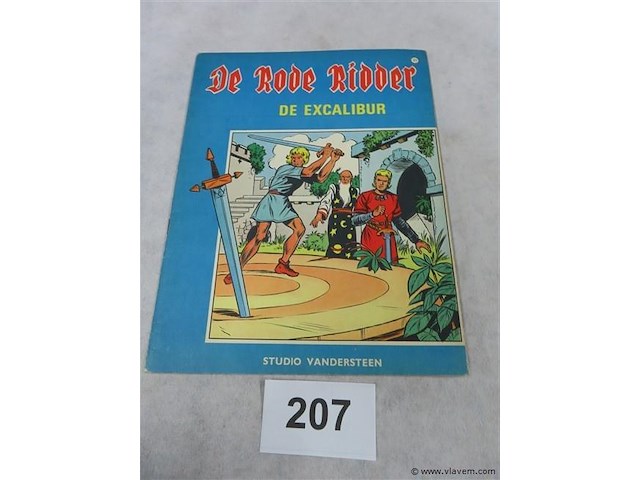 De Rode Ridder
DE EXCALIBUR
STUDIO VANDERSTEEN
207
© www.vlavem.com